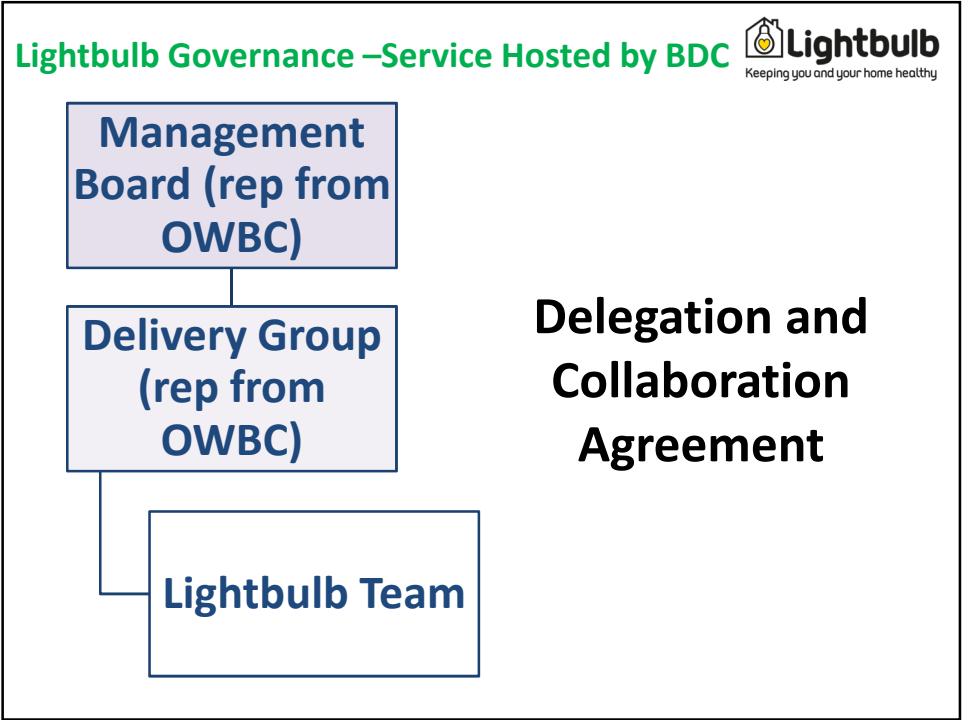 Lightbulb Governance –Service Hosted by BDC
Lightbulb
Keeping you and your home healthy
Management
Board (rep from
OWBC)
Delivery Group
(rep from
OWBC)
Lightbulb Team
Delegation and
Collaboration
Agreement